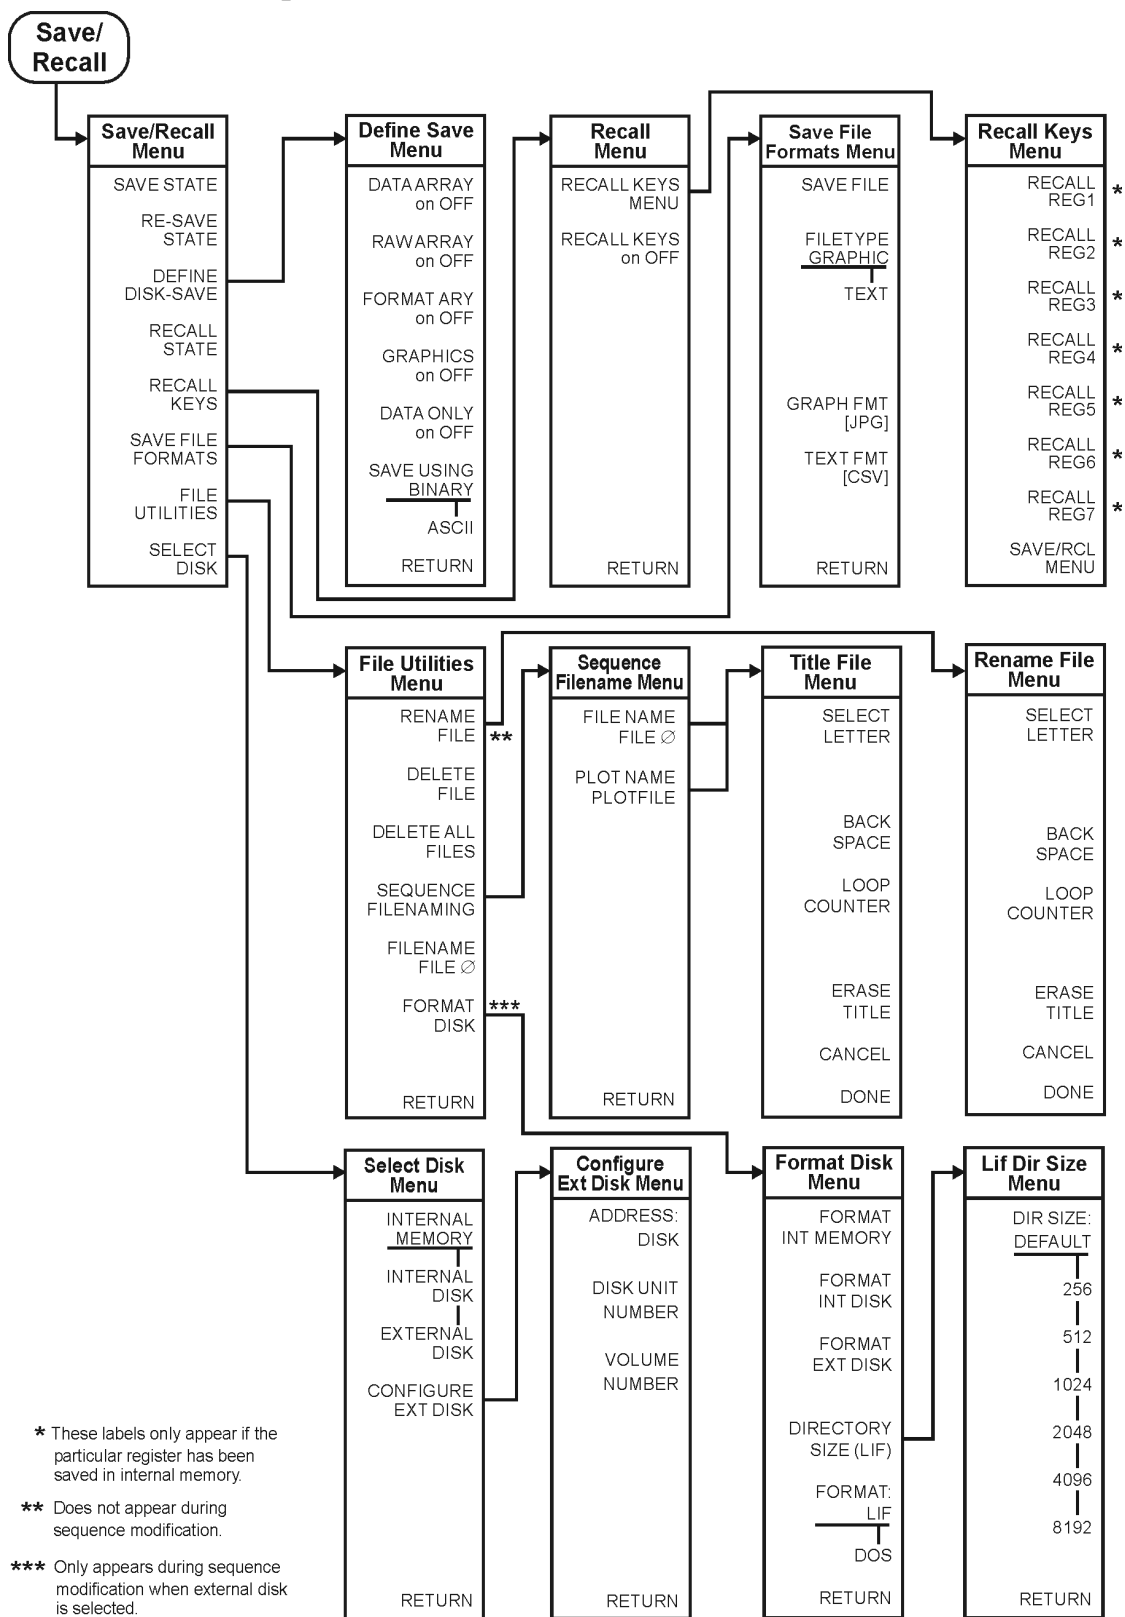 Save/
Recall
Save/Recall
Menu
SAVE STATE
RE-SAVE
STATE
DEFINE
DISK-SAVE
RECALL
STATE
RECALL
KEYS
SAVE FILE
FORMATS
FILE
UTILITIES
SELECT
DISK
Define Save
Menu
DATA ARRAY
on OFF
RAW ARRAY
on OFF
FORMAT ARY
on OFF
GRAPHICS
on OFF
DATA ONLY
on OFF
SAVE USING
BINARY
ASCII
RETURN
Recall
Menu
RECALL KEYS
MENU
RECALL KEYS
on OFF
RETURN
Save File
Formats Menu
SAVE FILE
FILETYPE
GRAPHIC
TEXT
GRAPH FMT
[JPG]
TEXT FMT
[CSV]
RETURN
Recall Keys
Menu
RECALL
REG1 *
RECALL
REG2 *
RECALL
REG3 *
RECALL
REG4 *
RECALL
REG5 *
RECALL
REG6 *
RECALL
REG7 *
SAVE/RCL
MENU
File Utilities
Menu
RENAME
FILE **
DELETE
FILE
DELETE ALL
FILES
SEQUENCE
FILENAMING
FILENAME
FILE ∅
FORMAT ***
DISK
RETURN
Sequence
Filename Menu
FILE NAME
FILE ∅
PLOT NAME
PLOTFILE
RETURN
Title File
Menu
SELECT
LETTER
BACK
SPACE
LOOP
COUNTER
ERASE
TITLE
CANCEL
DONE
Rename File
Menu
SELECT
LETTER
BACK
SPACE
LOOP
COUNTER
ERASE
TITLE
CANCEL
DONE
Select Disk
Menu
INTERNAL
MEMORY
INTERNAL
DISK
EXTERNAL
DISK
CONFIGURE
EXT DISK
RETURN
Configure
Ext Disk Menu
ADDRESS:
DISK
DISK UNIT
NUMBER
VOLUME
NUMBER
RETURN
Format Disk
Menu
FORMAT
INT MEMORY
FORMAT
INT DISK
FORMAT
EXT DISK
DIRECTORY
SIZE (LIF)
FORMAT:
LIF
DOS
RETURN
Lif Dir Size
Menu
DIR SIZE:
DEFAULT
256
512
1024
2048
4096
8192
RETURN
* These labels only appear if the
particular register has been
saved in internal memory.
** Does not appear during
sequence modification.
*** Only appears during sequence
modification when external disk
is selected.